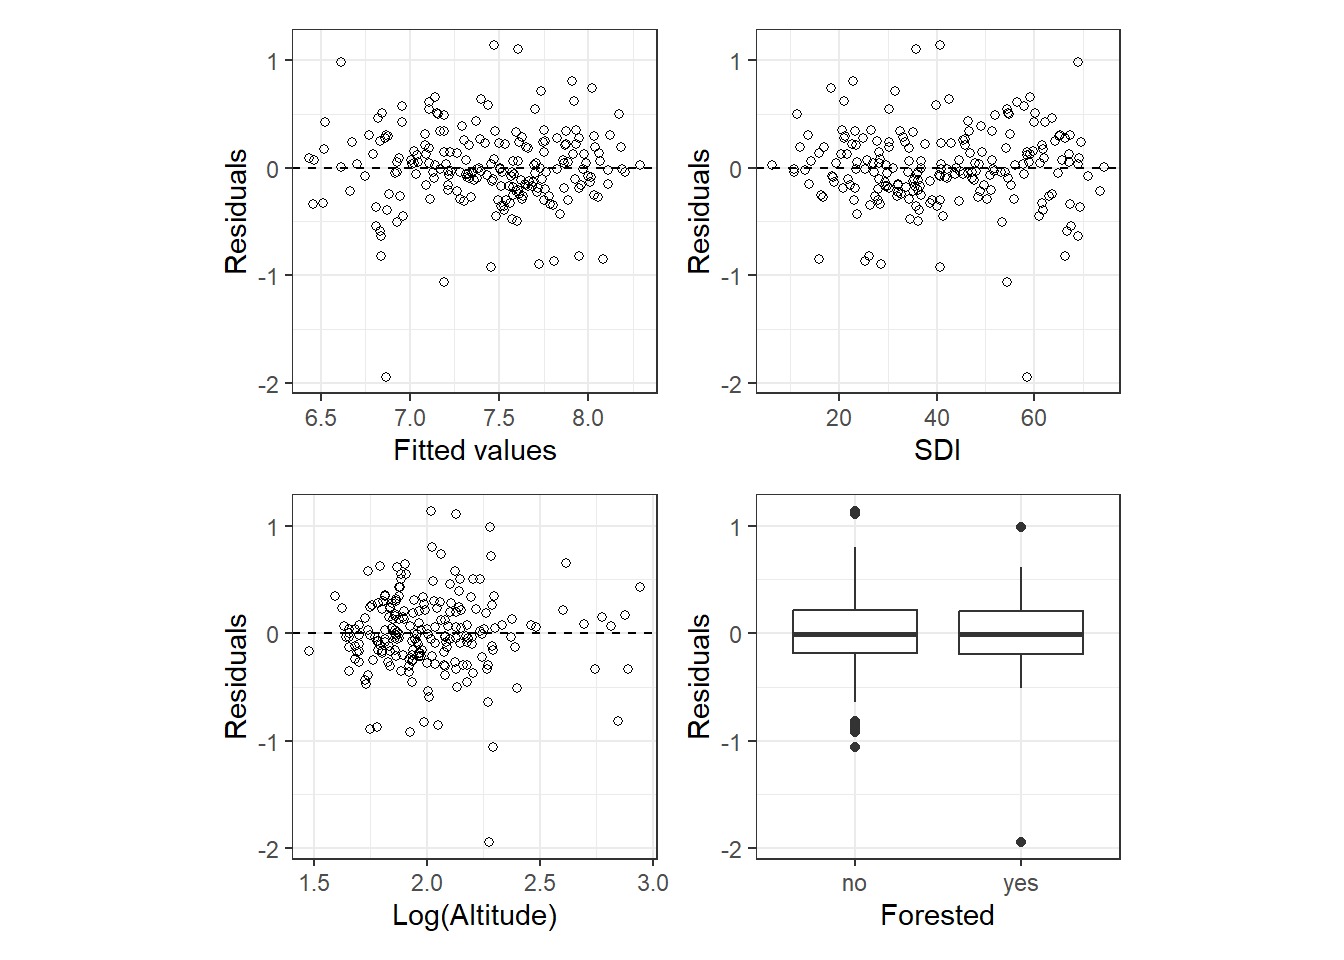 Residuals
1
0
-1
-2
6.5 7.0 7.5 8.0
Fitted values
Residuals
1
0
-1
-2
20 40 60
SDI
Residuals
1
0
-1
-2
1.5 2.0 2.5 3.0
Log(Altitude)
Residuals
1
0
-1
-2
no yes
Forested